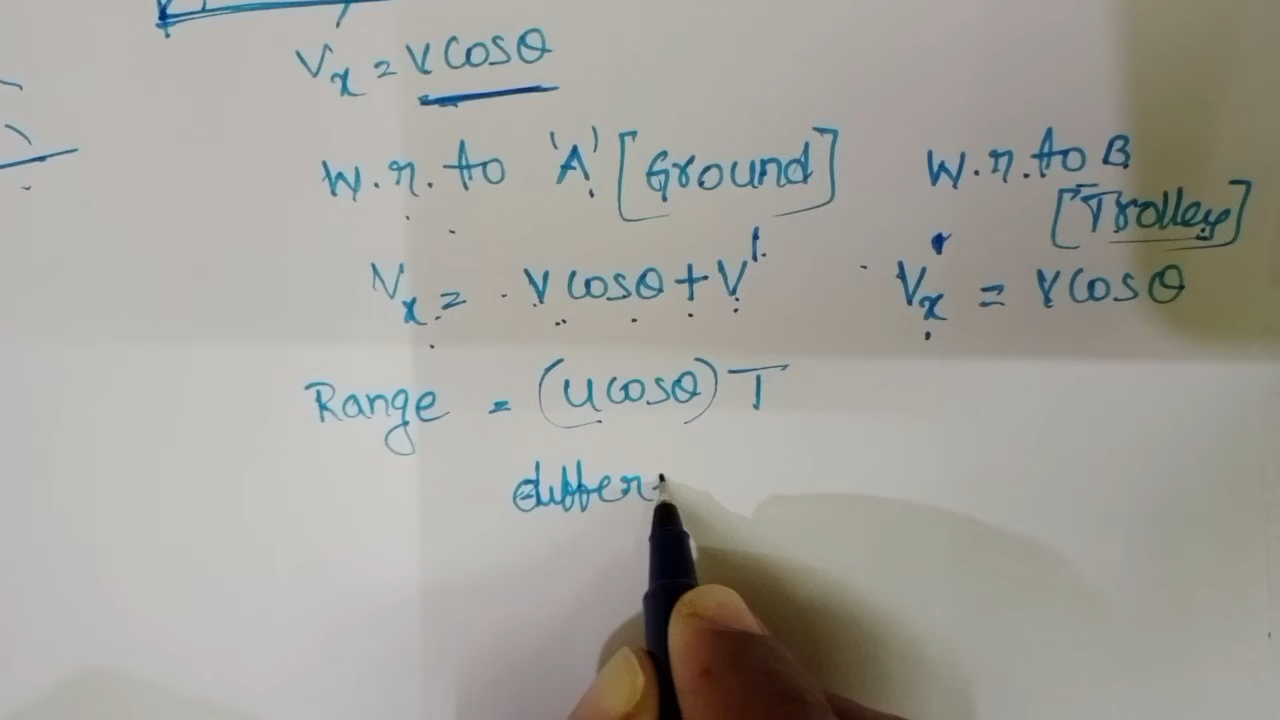 Vx = V Cosθ
W.r. to 'A' [Ground]
W.r. to B
[Trolley]
Vx = V cosθ + V'
Vx = V Cosθ
Range = (u cosθ) T
differ